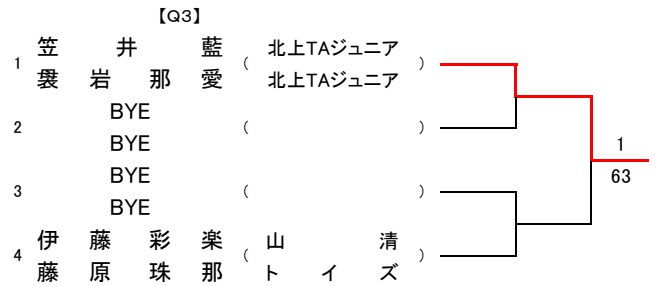 【Q3】
1 笠井藍 ( 北上TAジュニア )
褁岩那愛 北上TAジュニア
2 BYE ( )
BYE
3 BYE ( )
BYE
4 伊藤彩楽 ( 山清 )
藤原珠那 トイズ
1
63